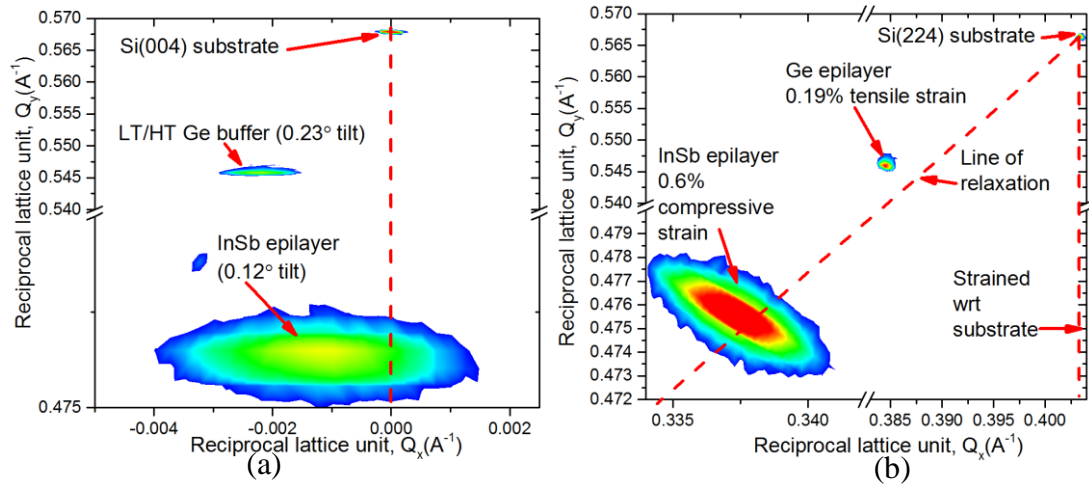 0.570
0.565
0.560
0.555
0.550
0.545
0.540
0.475
Reciprocal lattice unit, Q_y(A⁻¹)
Si(004) substrate
LT/HT Ge buffer (0.23° tilt)
InSb epilayer
(0.12° tilt)
-0.004
-0.002
0.000
0.002
Reciprocal lattice unit, Q_x(A⁻¹)
(a)
0.570
0.565
0.560
0.555
0.550
0.545
0.540
0.478
0.477
0.476
0.475
0.474
0.473
0.472
Reciprocal lattice unit, Q_y(A⁻¹)
Si(224) substrate
Ge epilayer
0.19% tensile strain
InSb epilayer
0.6%
compressive
strain
Line of
relaxation
Strained
wrt
substrate
0.335
0.340
0.385
0.390
0.395
0.400
Reciprocal lattice unit, Q_x(A⁻¹)
(b)